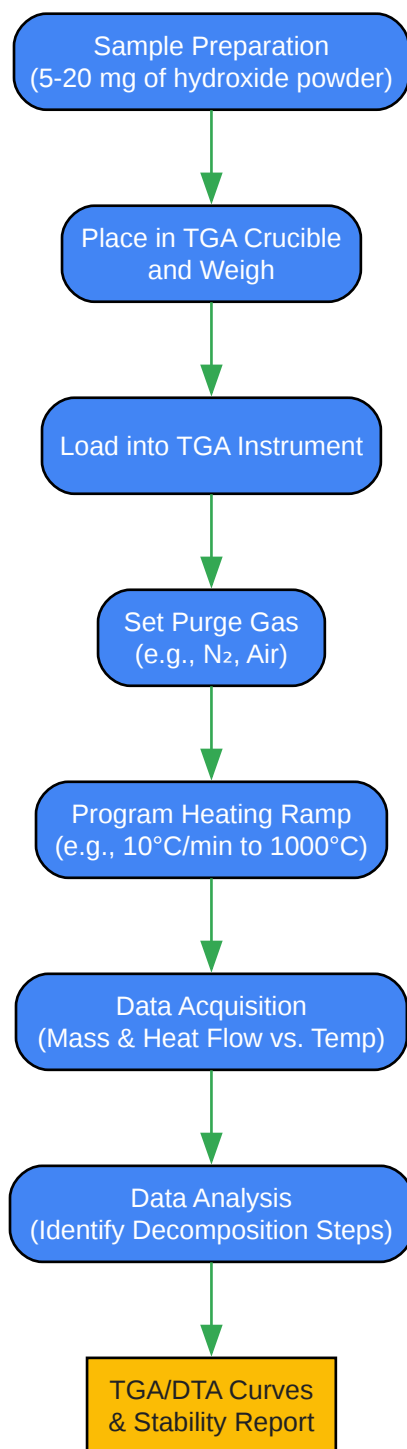 Sample Preparation
(5-20 mg of hydroxide powder)
Place in TGA Crucible
and Weigh
Load into TGA Instrument
Set Purge Gas
(e.g., N₂, Air)
Program Heating Ramp
(e.g., 10°C/min to 1000°C)
Data Acquisition
(Mass & Heat Flow vs. Temp)
Data Analysis
(Identify Decomposition Steps)
TGA/DTA Curves
& Stability Report